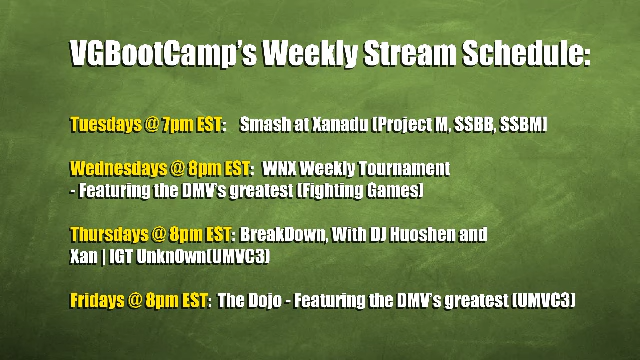 VGBootCamp's Weekly Stream Schedule:
Tuesdays @ 7pm EST: Smash at Xanadu (Project M, SSBB, SSBM)
Wednesdays @ 8pm EST: WNX Weekly Tournament
- Featuring the DMV's greatest (Fighting Games)
Thursdays @ 8pm EST: BreakDown, With DJ Huoshen and
Xan | IGT Unkn0wn(UMVC3)
Fridays @ 8pm EST: The Dojo - Featuring the DMV's greatest (UMVC3)